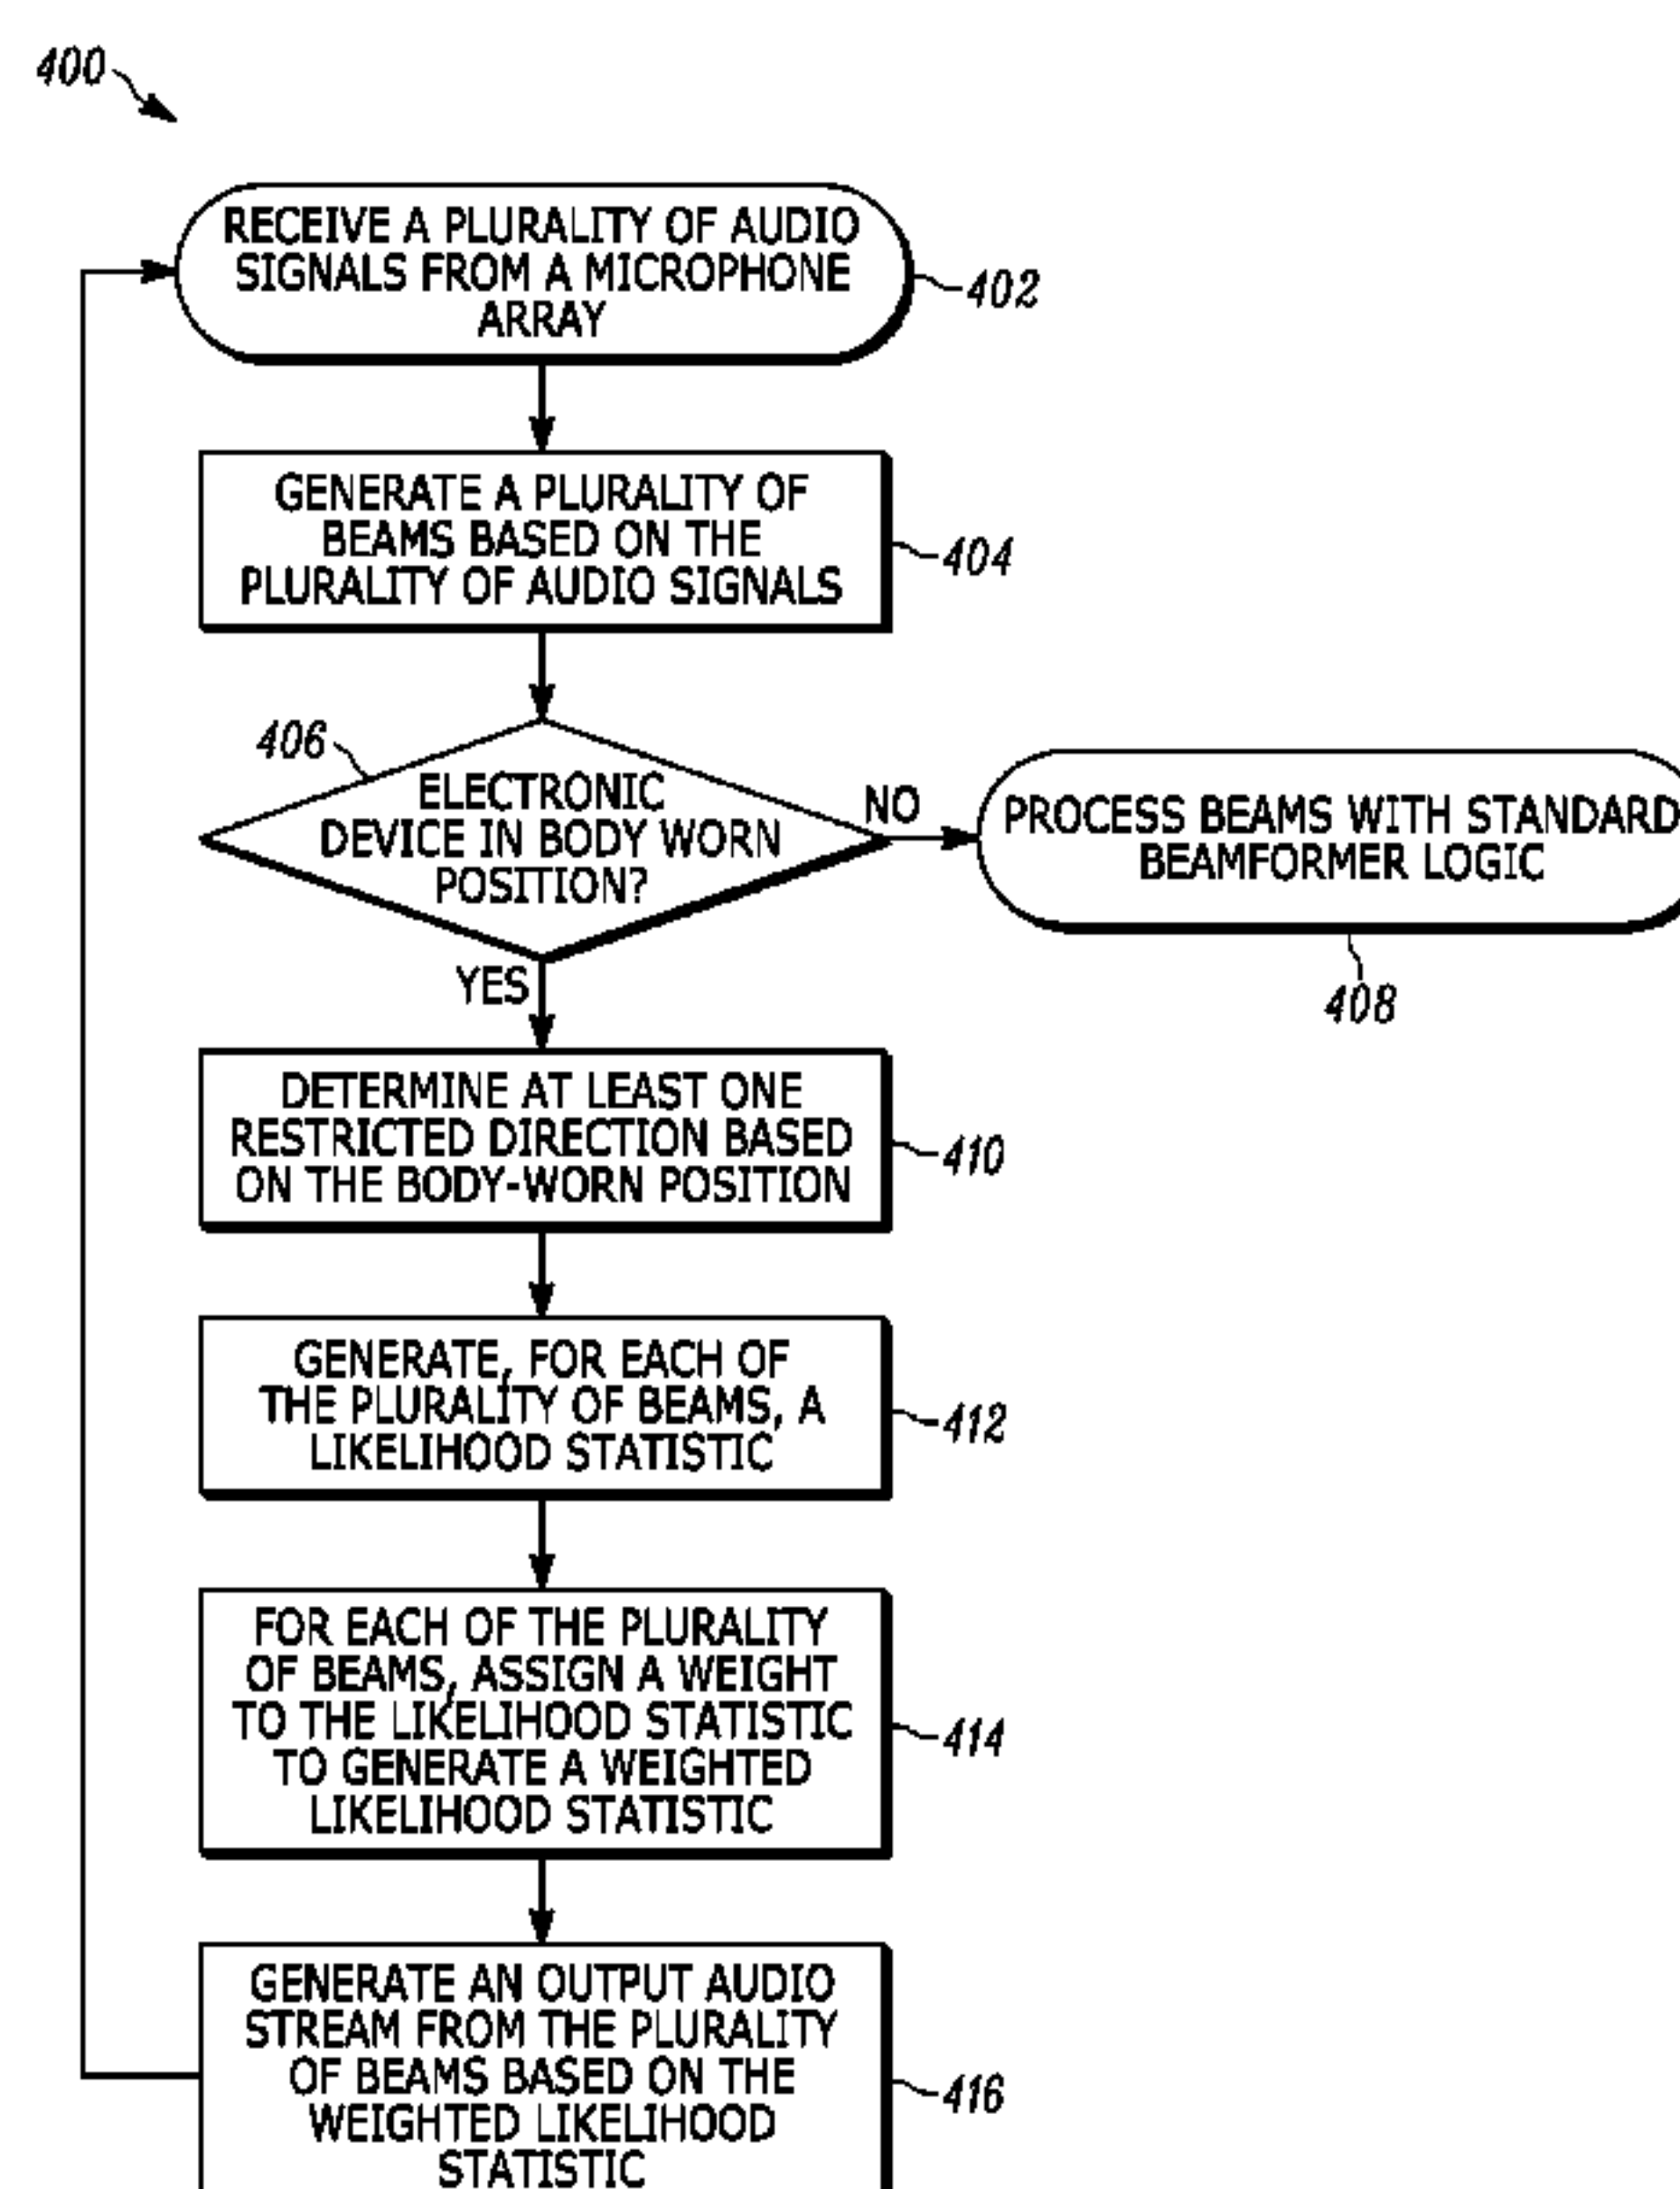 400
RECEIVE A PLURALITY OF AUDIO
SIGNALS FROM A MICROPHONE
ARRAY
402
GENERATE A PLURALITY OF
BEAMS BASED ON THE
PLURALITY OF AUDIO SIGNALS
404
406
ELECTRONIC
DEVICE IN BODY WORN
POSITION?
NO
PROCESS BEAMS WITH STANDARD
BEAMFORMER LOGIC
408
YES
DETERMINE AT LEAST ONE
RESTRICTED DIRECTION BASED
ON THE BODY-WORN POSITION
410
GENERATE, FOR EACH OF
THE PLURALITY OF BEAMS, A
LIKELIHOOD STATISTIC
412
FOR EACH OF THE PLURALITY
OF BEAMS, ASSIGN A WEIGHT
TO THE LIKELIHOOD STATISTIC
TO GENERATE A WEIGHTED
LIKELIHOOD STATISTIC
414
GENERATE AN OUTPUT AUDIO
STREAM FROM THE PLURALITY
OF BEAMS BASED ON THE
WEIGHTED LIKELIHOOD
STATISTIC
416